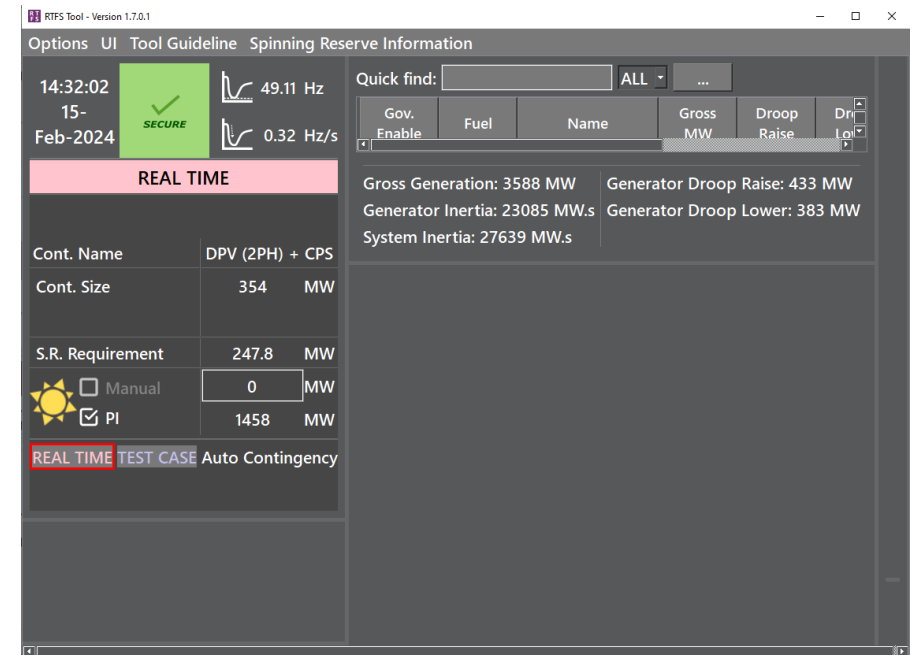 RTFS Tool - Version 1.7.0.1
Options UI Tool Guideline Spinning Reserve Information
14:32:02
15-
Feb-2024
SECURE
49.11 Hz
0.32 Hz/s
REAL TIME
Cont. Name DPV (2PH) + CPS
Cont. Size 354 MW
S.R. Requirement 247.8 MW
Manual 0 MW
PI 1458 MW
REAL TIME TEST CASE Auto Contingency
Quick find: ALL ...
Gov. Enable Fuel Name Gross MW Droop Raise Dro Lov
Gross Generation: 3588 MW Generator Droop Raise: 433 MW
Generator Inertia: 23085 MW.s Generator Droop Lower: 383 MW
System Inertia: 27639 MW.s